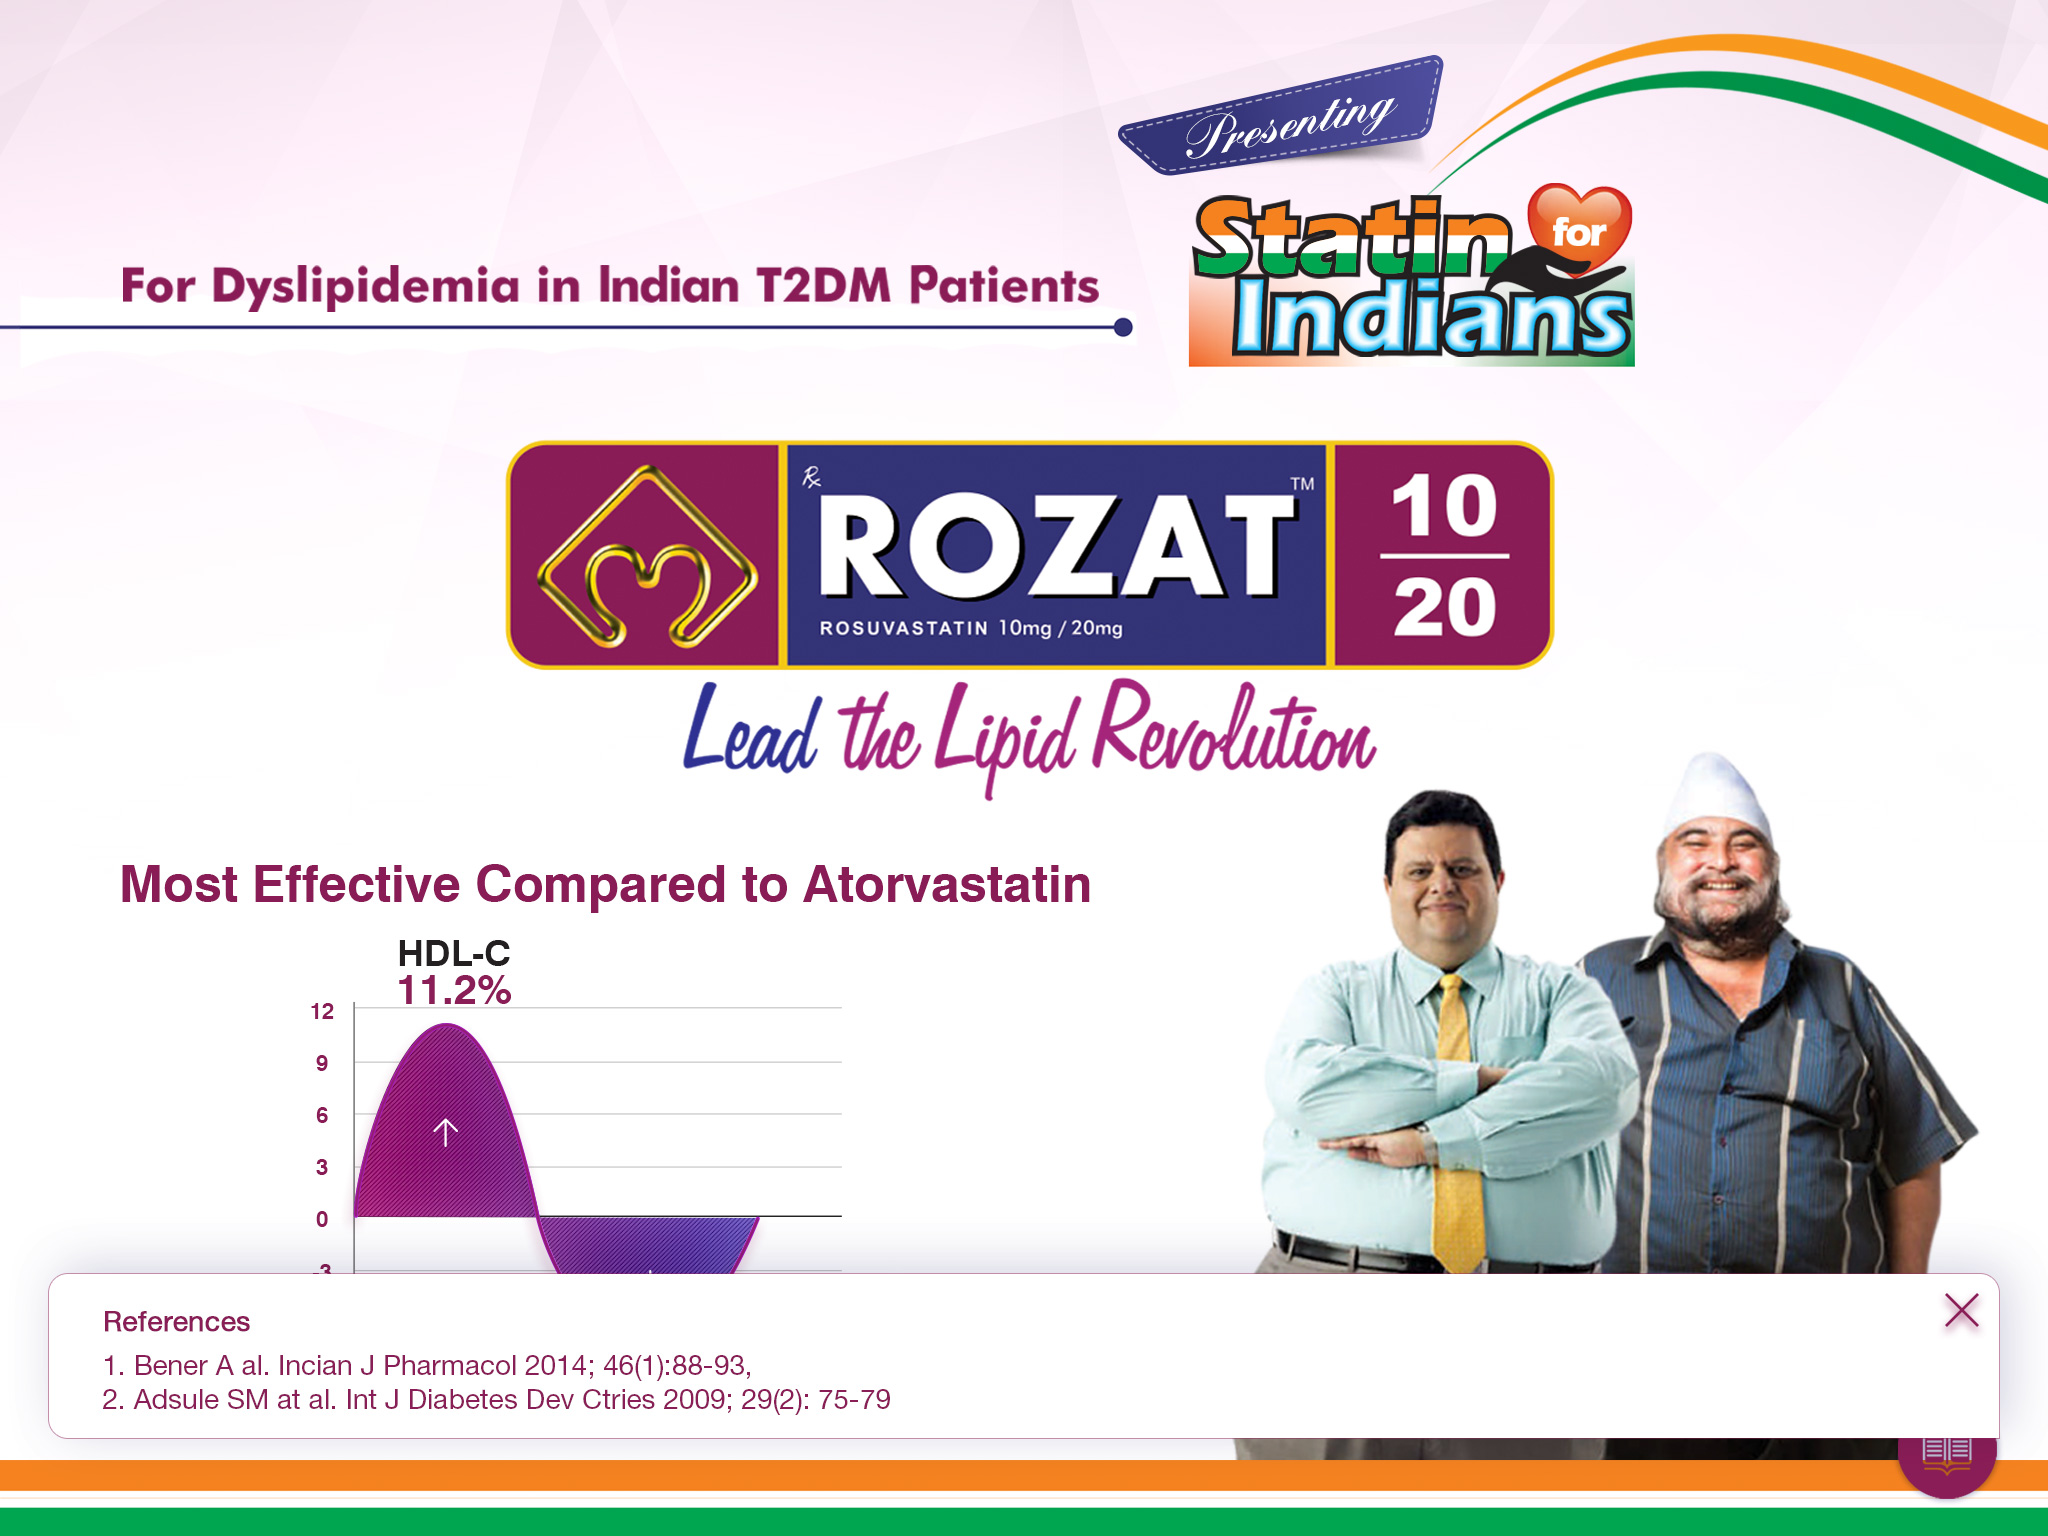 Presenting
Statin for
Indians
For Dyslipidemia in Indian T2DM Patients
Rx
ROZAT™
ROSUVASTATIN 10mg / 20mg
10
20
Lead the Lipid Revolution
Most Effective Compared to Atorvastatin
HDL-C
11.2%
12
9
6
3
0
-3
References
1. Bener A al. Incian J Pharmacol 2014; 46(1):88-93,
2. Adsule SM at al. Int J Diabetes Dev Ctries 2009; 29(2): 75-79